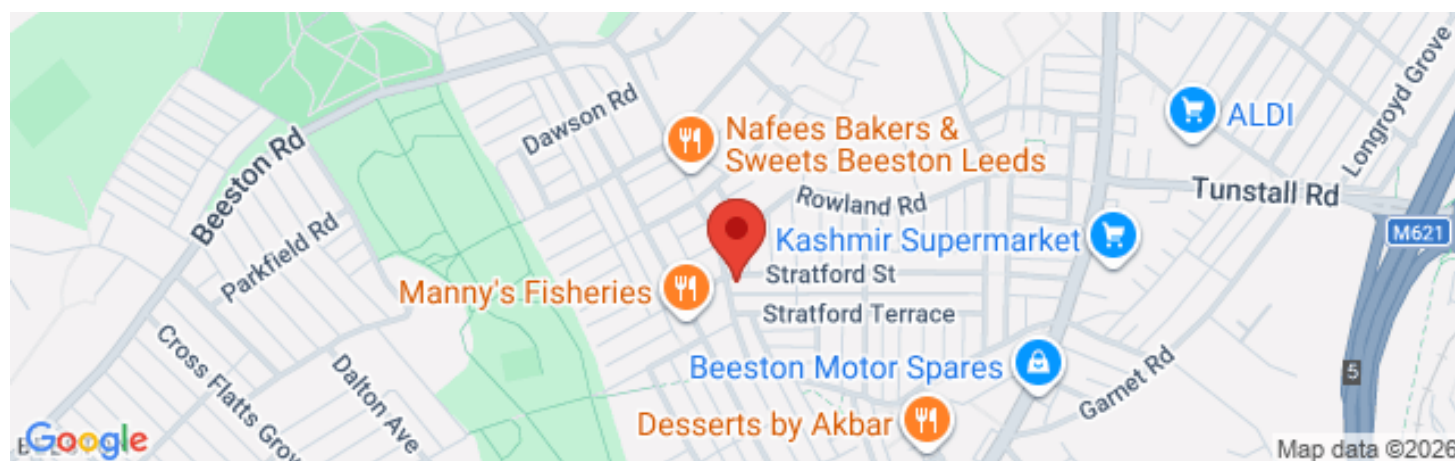 Dawson Rd
Nafees Bakers &
Sweets Beeston Leeds
ALDI
Longroyd Grove
Beeston Rd
Rowland Rd
Tunstall Rd
Parkfield Rd
Kashmir Supermarket
M621
Stratford St
Manny's Fisheries
Stratford Terrace
Cross Flatts Grov
Dalton Ave
Beeston Motor Spares
Garnet Rd
5
Desserts by Akbar
Google
Map data ©2026